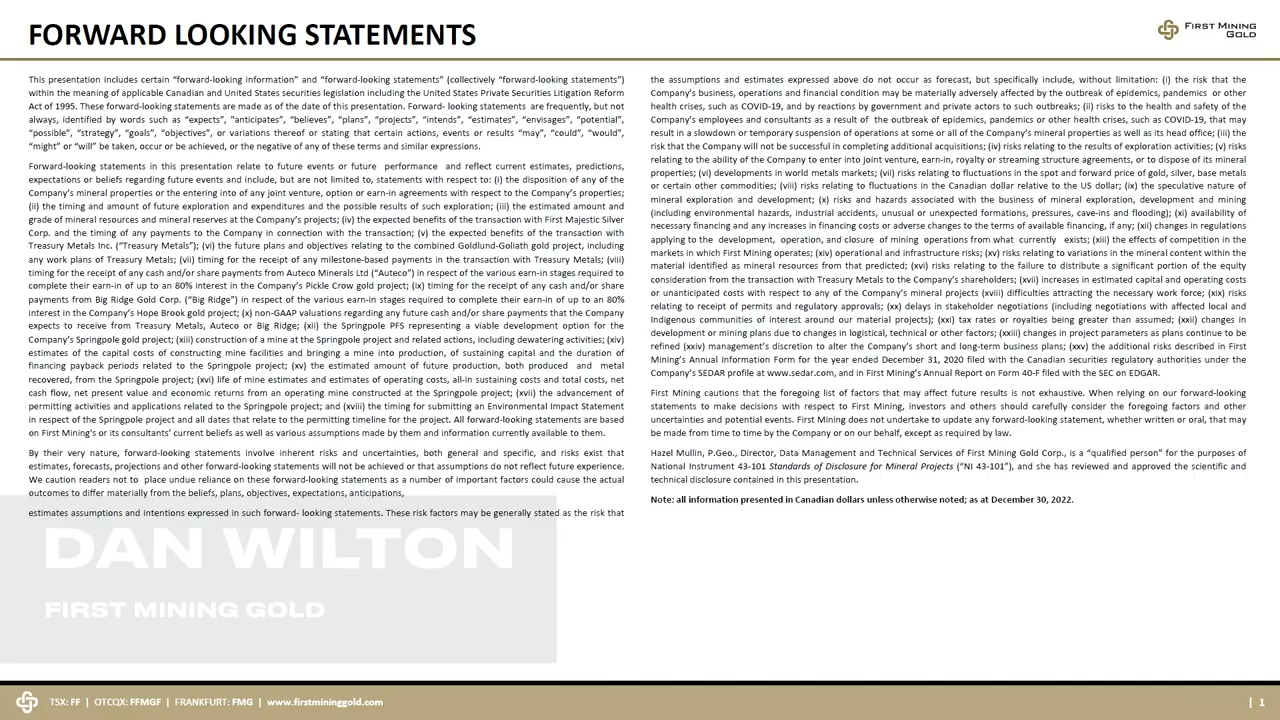 FORWARD LOOKING STATEMENTS
FIRST MINING
GOLD
This presentation includes certain “forward-looking information” and “forward-looking statements” (collectively “forward-looking statements”)
within the meaning of applicable Canadian and United States securities legislation including the United States Private Securities Litigation Reform
Act of 1995. These forward-looking statements are made as of the date of this presentation. Forward- looking statements are frequently, but not
always, identified by words such as “expects”, "anticipates”, “believes”, “plans”, “projects”, “intends”, “estimates”, “envisages”, “potential”,
“possible”, “strategy”, “goals”, “objectives”, or variations thereof or stating that certain actions, events or results “may”, “could”, “would”,
“might” or “will” be taken, occur or be achieved, or the negative of any of these terms and similar expressions.
Forward-looking statements in this presentation relate to future events or future performance and reflect current estimates, predictions,
expectations or beliefs regarding future events and include, but are not limited to, statements with respect to: (i) the disposition of any of the
Company’s mineral properties or the entering into of any joint venture, option or earn-in agreements with respect to the Company’s properties;
(ii) the timing and amount of future exploration and expenditures and the possible results of such exploration; (iii) the estimated amount and
grade of mineral resources and mineral reserves at the Company’s projects; (iv) the expected benefits of the transaction with First Majestic Silver
Corp. and the timing of any payments to the Company in connection with the transaction; (v) the expected benefits of the transaction with
Treasury Metals Inc. (“Treasury Metals”); (vi) the future plans and objectives relating to the combined Goldlund-Goliath gold project, including
any work plans of Treasury Metals; (vii) timing for the receipt of any milestone-based payments in the transaction with Treasury Metals; (viii)
timing for the receipt of any cash and/or share payments from Auteco Minerals Ltd (“Auteco”) in respect of the various earn-in stages required to
complete their earn-in of up to an 80% interest in the Company’s Pickle Crow gold project; (ix) timing for the receipt of any cash and/or share
payments from Big Ridge Gold Corp. (“Big Ridge”) in respect of the various earn-in stages required to complete their earn-in of up to an 80%
interest in the Company’s Hope Brook gold project; (x) non-GAAP valuations regarding any future cash and/or share payments that the Company
expects to receive from Treasury Metals, Auteco or Big Ridge; (xii) the Springpole PFS representing a viable development option for the
Company’s Springpole gold project; (xiii) construction of a mine at the Springpole project and related actions, including dewatering activities; (xiv)
estimates of the capital costs of constructing mine facilities and bringing a mine into production, of sustaining capital and the duration of
financing payback periods related to the Springpole project; (xv) the estimated amount of future production, both produced and metal
recovered, from the Springpole project; (xvi) life of mine estimates and estimates of operating costs, all-in sustaining costs and total costs, net
cash flow, net present value and economic returns from an operating mine constructed at the Springpole project; (xvii) the advancement of
permitting activities and applications related to the Springpole project; and (xviii) the timing for submitting an Environmental Impact Statement
in respect of the Springpole project and all dates that relate to the permitting timeline for the project. All forward-looking statements are based
on First Mining’s or its consultants’ current beliefs as well as various assumptions made by them and information currently available to them.
By their very nature, forward-looking statements involve inherent risks and uncertainties, both general and specific, and risks exist that
estimates, forecasts, projections and other forward-looking statements will not be achieved or that assumptions do not reflect future experience.
We caution readers not to place undue reliance on these forward-looking statements as a number of important factors could cause the actual
outcomes to differ materially from the beliefs, plans, objectives, expectations, anticipations,
estimates assumptions and intentions expressed in such forward- looking statements. These risk factors may be generally stated as the risk that
the assumptions and estimates expressed above do not occur as forecast, but specifically include, without limitation: (i) the risk that the
Company’s business, operations and financial condition may be materially adversely affected by the outbreak of epidemics, pandemics or other
health crises, such as COVID-19, and by reactions by government and private actors to such outbreaks; (ii) risks to the health and safety of the
Company’s employees and consultants as a result of the outbreak of epidemics, pandemics or other health crises, such as COVID-19, that may
result in a slowdown or temporary suspension of operations at some or all of the Company’s mineral properties as well as its head office; (iii) the
risk that the Company will not be successful in completing additional acquisitions; (iv) risks relating to the results of exploration activities; (v) risks
relating to the ability of the Company to enter into joint venture, earn-in, royalty or streaming structure agreements, or to dispose of its mineral
properties; (vi) developments in world metals markets; (vii) risks relating to fluctuations in the spot and forward price of gold, silver, base metals
or certain other commodities; (viii) risks relating to fluctuations in the Canadian dollar relative to the US dollar; (ix) the speculative nature of
mineral exploration and development; (x) risks and hazards associated with the business of mineral exploration, development and mining
(including environmental hazards, industrial accidents, unusual or unexpected formations, pressures, cave-ins and flooding); (xi) availability of
necessary financing and any increases in financing costs or adverse changes to the terms of available financing, if any; (xii) changes in regulations
applying to the development, operation, and closure of mining operations from what currently exists; (xiii) the effects of competition in the
markets in which First Mining operates; (xiv) operational and infrastructure risks; (xv) risks relating to variations in the mineral content within the
material identified as mineral resources from that predicted; (xvi) risks relating to the failure to distribute a significant portion of the equity
consideration from the transaction with Treasury Metals to the Company’s shareholders; (xvii) increases in estimated capital and operating costs
or unanticipated costs with respect to any of the Company’s mineral projects (xviii) difficulties attracting the necessary work force; (xix) risks
relating to receipt of permits and regulatory approvals; (xx) delays in stakeholder negotiations (including negotiations with affected local and
Indigenous communities of interest around our material projects); (xxi) tax rates or royalties being greater than assumed; (xxii) changes in
development or mining plans due to changes in logistical, technical or other factors; (xxiii) changes in project parameters as plans continue to be
refined (xxiv) management’s discretion to alter the Company’s short and long-term business plans; (xxv) the additional risks described in First
Mining’s Annual Information Form for the year ended December 31, 2020 filed with the Canadian securities regulatory authorities under the
Company’s SEDAR profile at www.sedar.com, and in First Mining’s Annual Report on Form 40-F filed with the SEC on EDGAR.
First Mining cautions that the foregoing list of factors that may affect future results is not exhaustive. When relying on our forward-looking
statements to make decisions with respect to First Mining, investors and others should carefully consider the foregoing factors and other
uncertainties and potential events. First Mining does not undertake to update any forward-looking statement, whether written or oral, that may
be made from time to time by the Company or on our behalf, except as required by law.
Hazel Mullin, P.Geo., Director, Data Management and Technical Services of First Mining Gold Corp., is a “qualified person” for the purposes of
National Instrument 43-101 Standards of Disclosure for Mineral Projects (“NI 43-101”), and she has reviewed and approved the scientific and
technical disclosure contained in this presentation.
Note: all information presented in Canadian dollars unless otherwise noted; as at December 30, 2022.
DAN WILTON
FIRST MINING GOLD
TSX: FF | OTCQX: FFMGF | FRANKFURT: FMG | www.firstmininggold.com
| 1